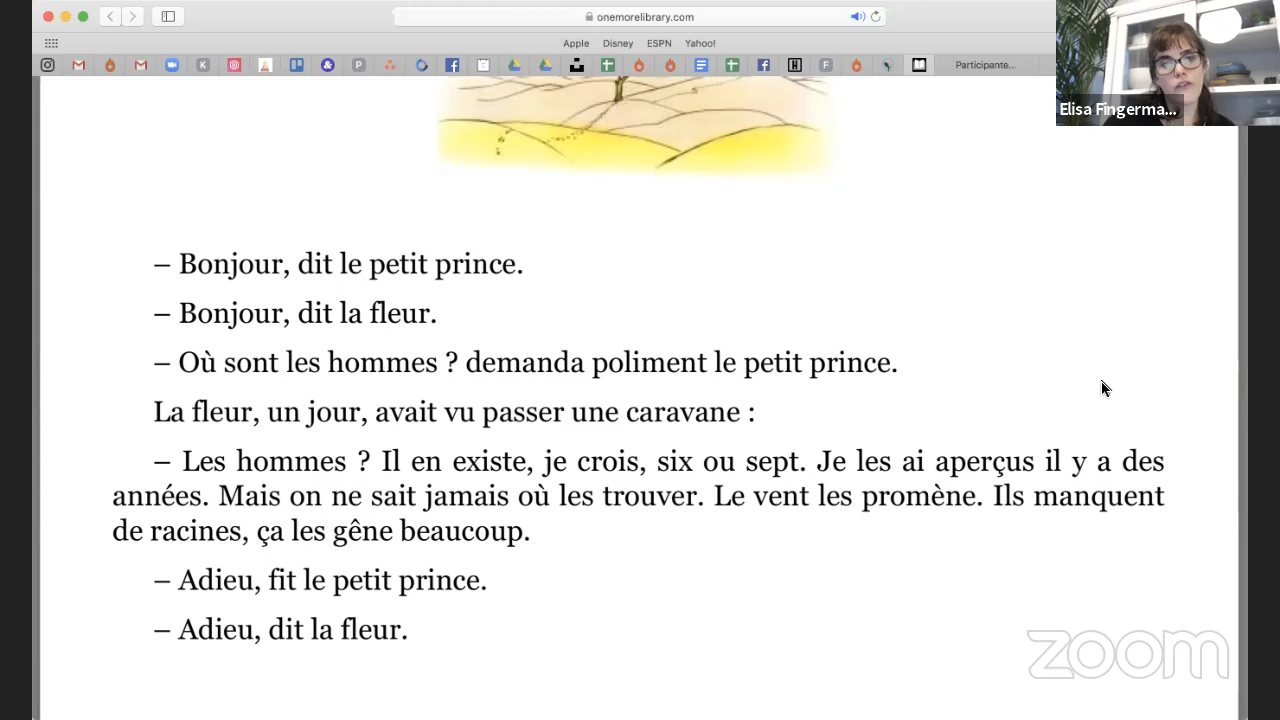 onemorelibrary.com
Apple Disney ESPN Yahoo!
Participante...
Elisa Fingerma...
– Bonjour, dit le petit prince.
– Bonjour, dit la fleur.
– Où sont les hommes ? demanda poliment le petit prince.
La fleur, un jour, avait vu passer une caravane :
– Les hommes ? Il en existe, je crois, six ou sept. Je les ai aperçus il y a des
années. Mais on ne sait jamais où les trouver. Le vent les promène. Ils manquent
de racines, ça les gêne beaucoup.
– Adieu, fit le petit prince.
– Adieu, dit la fleur.
zoom